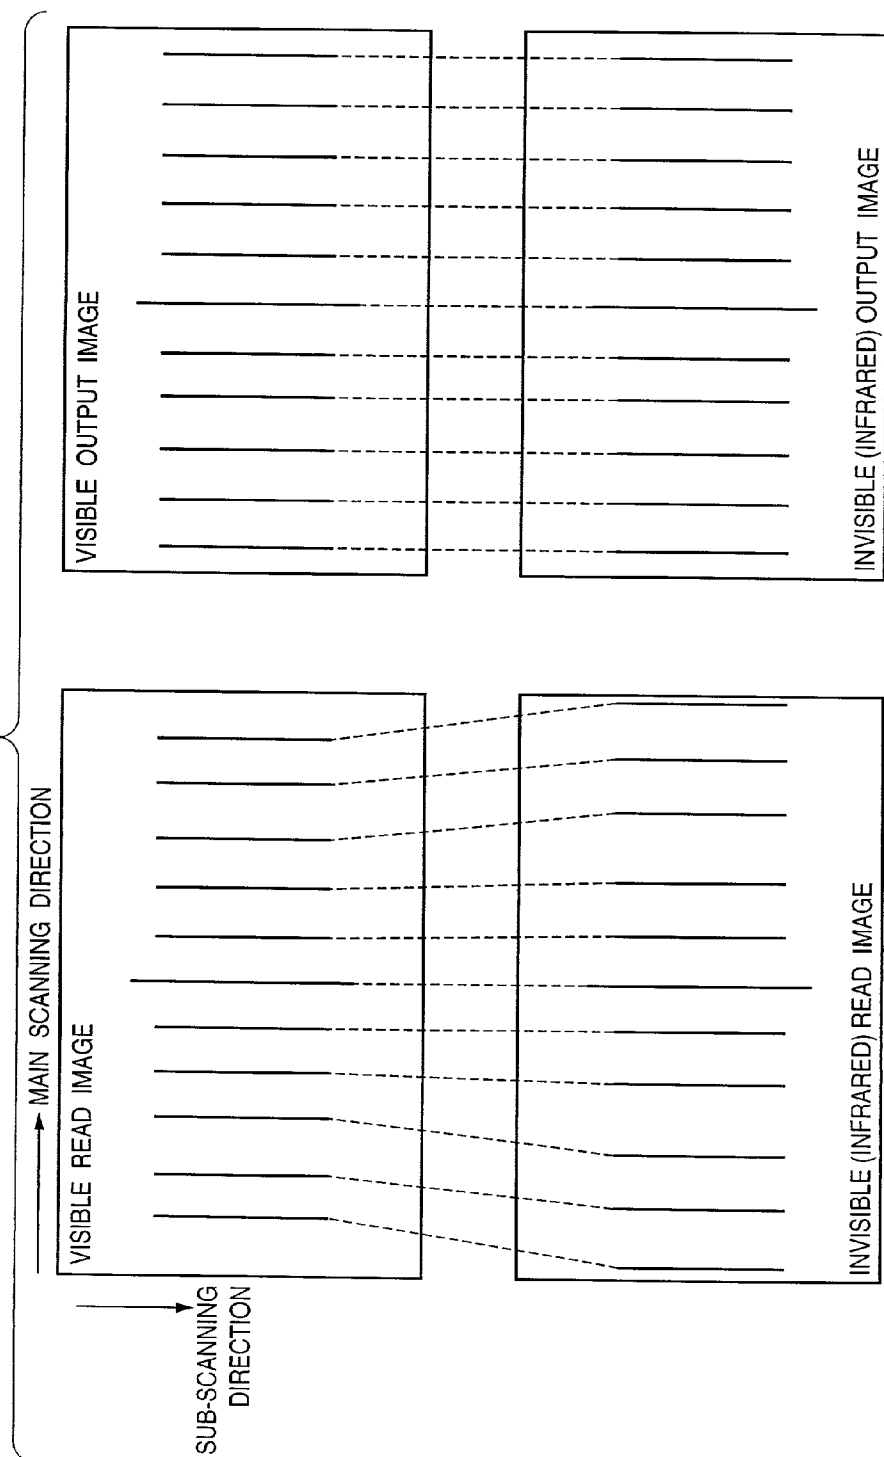 MAIN SCANNING DIRECTION
SUB-SCANNING
DIRECTION
VISIBLE READ IMAGE
VISIBLE OUTPUT IMAGE
INVISIBLE (INFRARED) READ IMAGE
INVISIBLE (INFRARED) OUTPUT IMAGE